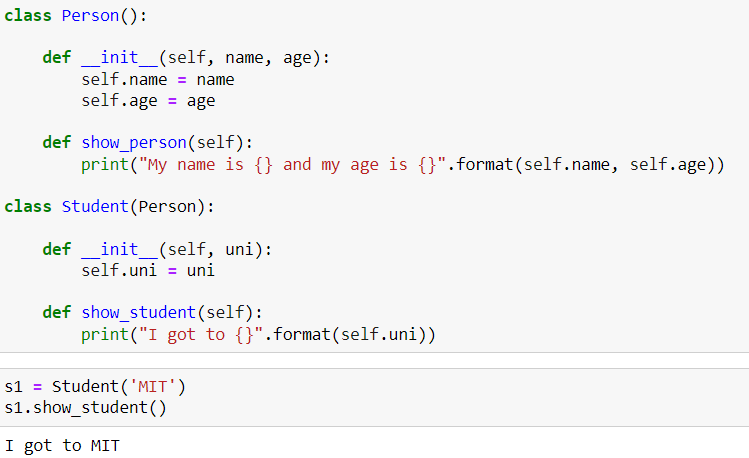 class Person():
def __init__(self, name, age):
self.name = name
self.age = age
def show_person(self):
print("My name is {} and my age is {}".format(self.name, self.age))
class Student(Person):
def __init__(self, uni):
self.uni = uni
def show_student(self):
print("I got to {}".format(self.uni))
s1 = Student('MIT')
s1.show_student()
I got to MIT